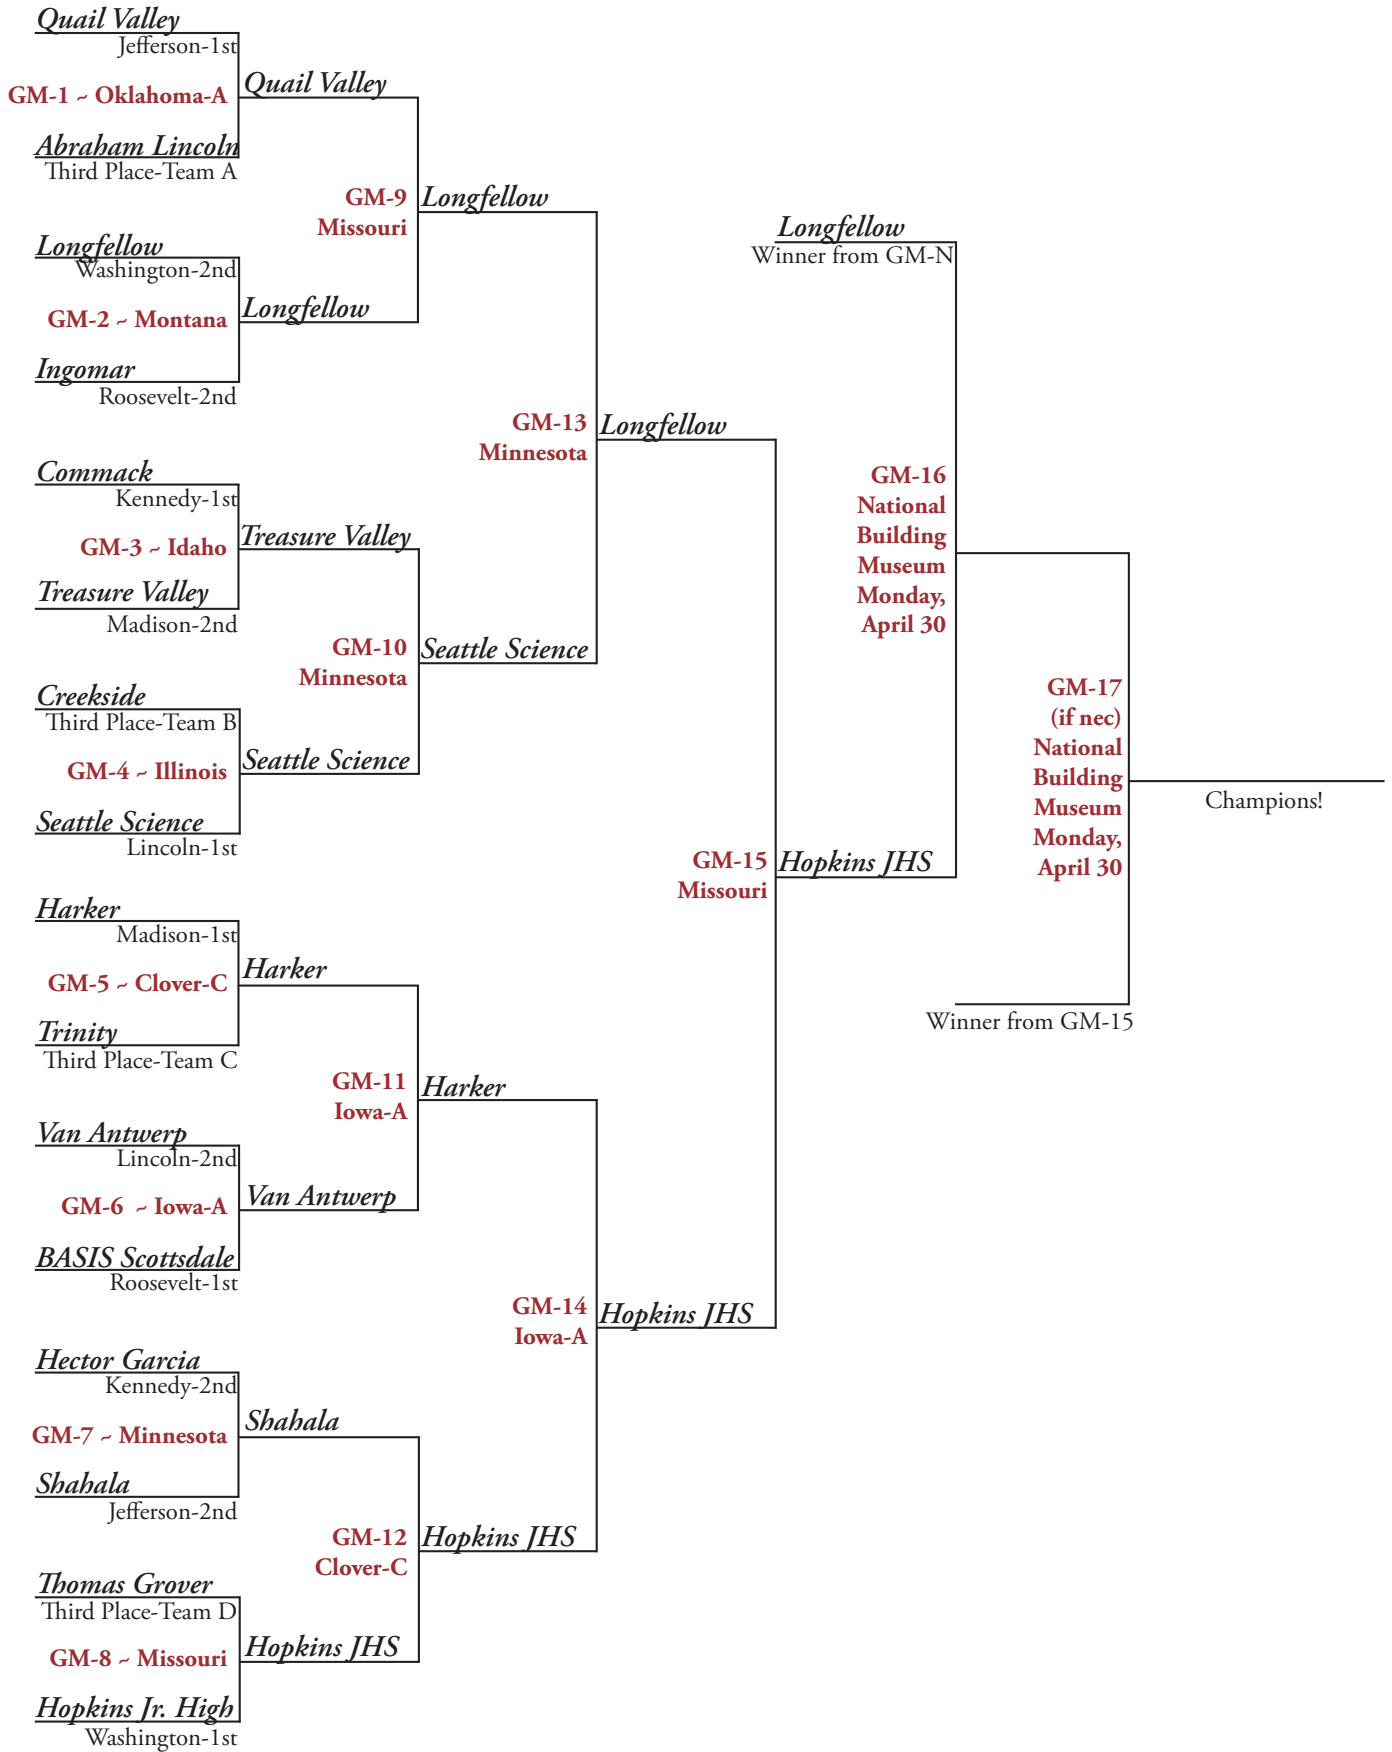 Quail Valley
Jefferson-1st
GM-1 ~ Oklahoma-A
Quail Valley
Abraham Lincoln
Third Place-Team A
GM-9
Missouri
Longfellow
Longfellow
Washington-2nd
GM-2 ~ Montana
Longfellow
Ingomar
Roosevelt-2nd
GM-13
Minnesota
Longfellow
Commack
Kennedy-1st
GM-3 ~ Idaho
Treasure Valley
Treasure Valley
Madison-2nd
GM-10
Minnesota
Seattle Science
Creekside
Third Place-Team B
GM-4 ~ Illinois
Seattle Science
Seattle Science
Lincoln-1st
GM-15
Missouri
Hopkins JHS
Harker
Madison-1st
GM-5 ~ Clover-C
Harker
Trinity
Third Place-Team C
GM-11
Iowa-A
Harker
Van Antwerp
Lincoln-2nd
GM-6 ~ Iowa-A
Van Antwerp
BASIS Scottsdale
Roosevelt-1st
GM-14
Iowa-A
Hopkins JHS
Hector Garcia
Kennedy-2nd
GM-7 ~ Minnesota
Shahala
Shahala
Jefferson-2nd
GM-12
Clover-C
Hopkins JHS
Thomas Grover
Third Place-Team D
GM-8 ~ Missouri
Hopkins JHS
Hopkins Jr. High
Washington-1st
Longfellow
Winner from GM-N
GM-16
National
Building
Museum
Monday,
April 30
GM-17
(if nec)
National
Building
Museum
Monday,
April 30
Champions!
Winner from GM-15